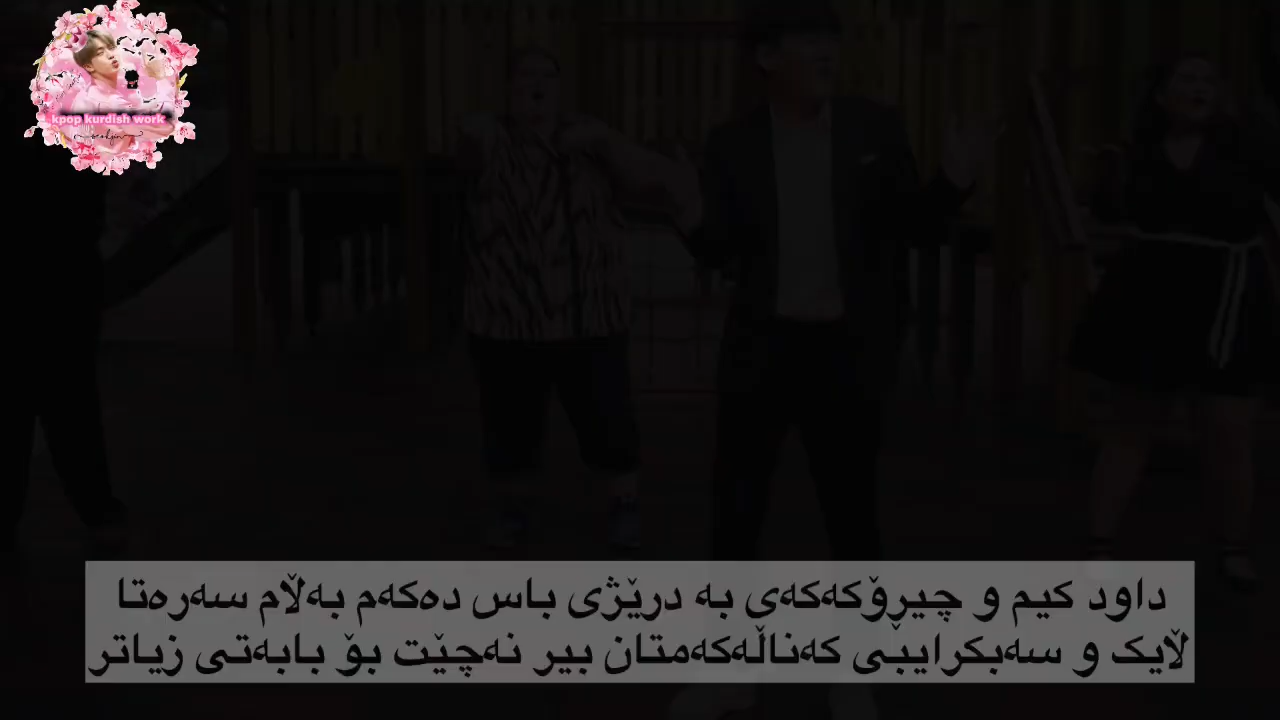 kpop kurdish work
داود کیم و چیرۆکەکەی بە درێژی باس دەکەم بەڵام سەرەتا
ڵایک و سەبکرایبی کەناڵەکەمتان بیر نەچێت بۆ بابەتی زیاتر